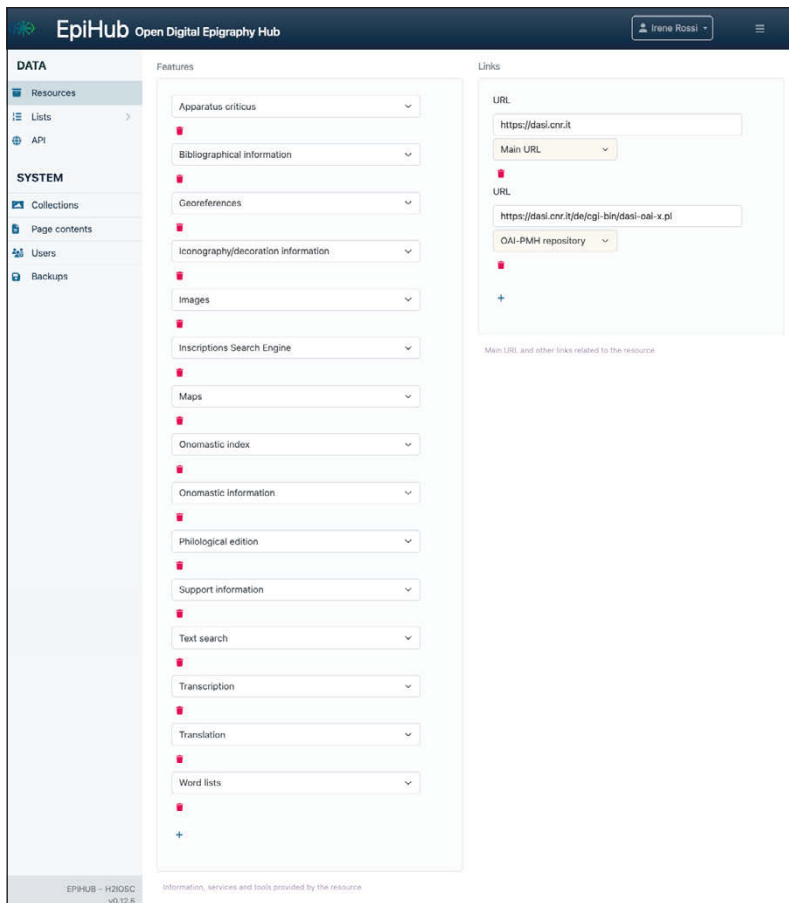 EpiHub Open Digital Epigraphy Hub
Irene Rossi
DATA
Resources
Lists
API
SYSTEM
Collections
Page contents
Users
Backups
EPIHUB - H2IOSC
v0.12.6
Features
Apparatus criticus
Bibliographical information
Georeferences
Iconography/decoration information
Images
Inscriptions Search Engine
Maps
Onomastic index
Onomastic information
Philological edition
Support information
Text search
Transcription
Translation
Word lists
Information, services and tools provided by the resource
Links
URL
https://dasi.cnr.it
Main URL
URL
https://dasi.cnr.it/de/cgi-bin/dasi-oai-x.pl
OAI-PMH repository
Main URL and other links related to the resource